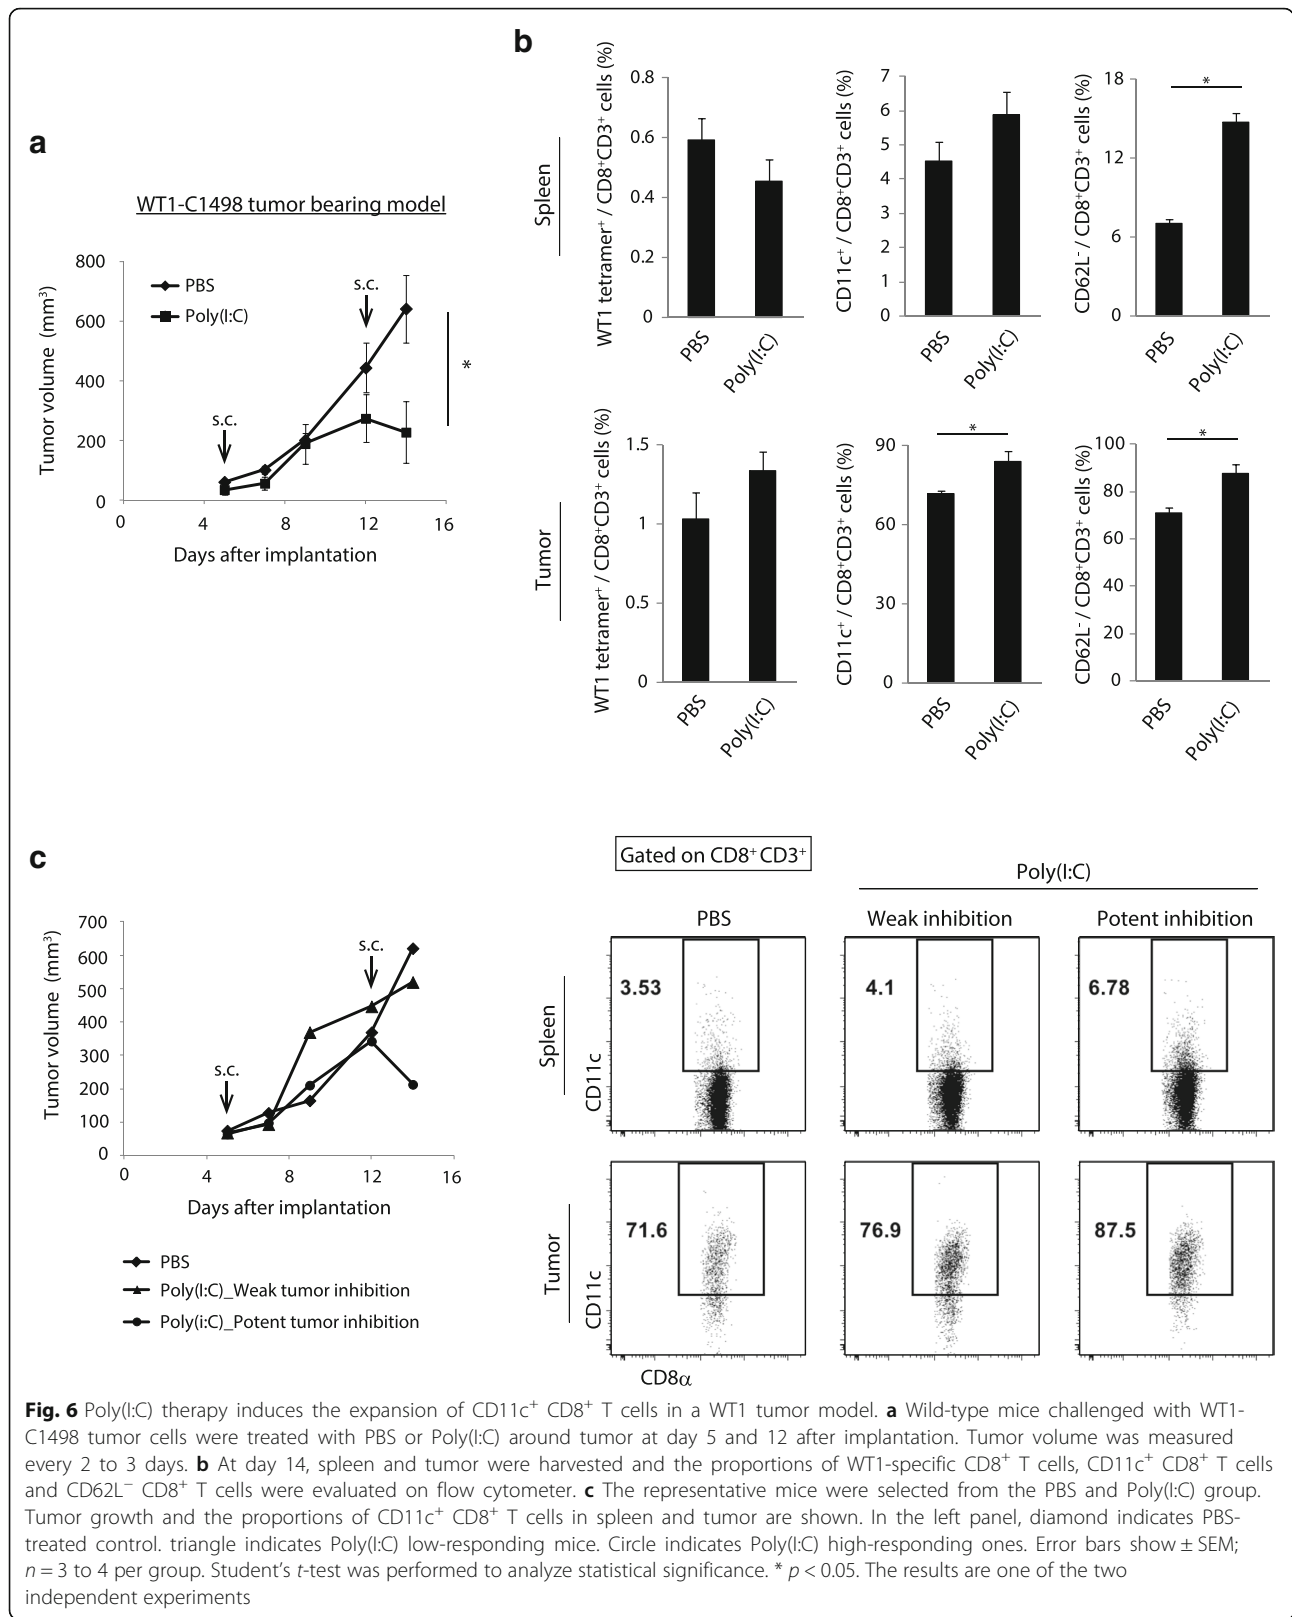 a
WT1-C1498 tumor bearing model
Tumor volume (mm³)
800
600
400
200
0
0
4
8
12
16
Days after implantation
PBS
Poly(I:C)
s.c.
s.c.
*
b
Spleen
WT1 tetramer⁺ / CD8⁺CD3⁺ cells (%)
0.8
0.6
0.4
0.2
0
PBS
Poly(I:C)
CD11c⁺ / CD8⁺CD3⁺ cells (%)
7
6
5
4
3
2
1
0
PBS
Poly(I:C)
CD62L⁻ / CD8⁺CD3⁺ cells (%)
18
12
6
0
*
PBS
Poly(I:C)
Tumor
WT1 tetramer⁺ / CD8⁺CD3⁺ cells (%)
1.5
1
0.5
0
PBS
Poly(I:C)
CD11c⁺ / CD8⁺CD3⁺ cells (%)
90
60
30
0
*
PBS
Poly(I:C)
CD62L⁻ / CD8⁺CD3⁺ cells (%)
100
80
60
40
20
0
*
PBS
Poly(I:C)
c
Tumor volume (mm³)
700
600
500
400
300
200
100
0
0
4
8
12
16
Days after implantation
s.c.
s.c.
PBS
Poly(I:C)_Weak tumor inhibition
Poly(i:C)_Potent tumor inhibition
Gated on CD8⁺ CD3⁺
Poly(I:C)
PBS
Weak inhibition
Potent inhibition
Spleen
CD11c
3.53
4.1
6.78
Tumor
CD11c
71.6
76.9
87.5
CD8α
Fig. 6 Poly(I:C) therapy induces the expansion of CD11c⁺ CD8⁺ T cells in a WT1 tumor model. a Wild-type mice challenged with WT1-
C1498 tumor cells were treated with PBS or Poly(I:C) around tumor at day 5 and 12 after implantation. Tumor volume was measured
every 2 to 3 days. b At day 14, spleen and tumor were harvested and the proportions of WT1-specific CD8⁺ T cells, CD11c⁺ CD8⁺ T cells
and CD62L⁻ CD8⁺ T cells were evaluated on flow cytometer. c The representative mice were selected from the PBS and Poly(I:C) group.
Tumor growth and the proportions of CD11c⁺ CD8⁺ T cells in spleen and tumor are shown. In the left panel, diamond indicates PBS-
treated control. triangle indicates Poly(I:C) low-responding mice. Circle indicates Poly(I:C) high-responding ones. Error bars show ± SEM;
n = 3 to 4 per group. Student's t-test was performed to analyze statistical significance. * p < 0.05. The results are one of the two
independent experiments